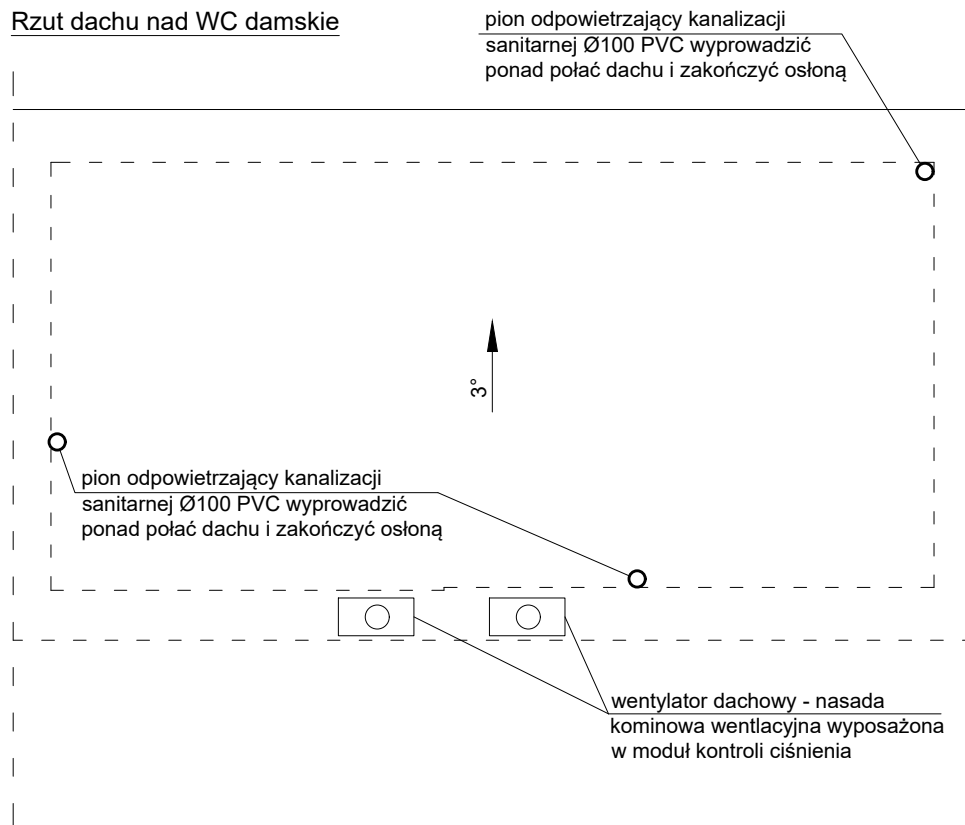 Rzut dachu nad WC damskie
pion odpowietrzający kanalizacji
sanitarnej Ø100 PVC wyprowadzić
ponad połać dachu i zakończyć osłoną
3°
pion odpowietrzający kanalizacji
sanitarnej Ø100 PVC wyprowadzić
ponad połać dachu i zakończyć osłoną
wentylator dachowy - nasada
kominowa wentlacyjna wyposażona
w moduł kontroli ciśnienia